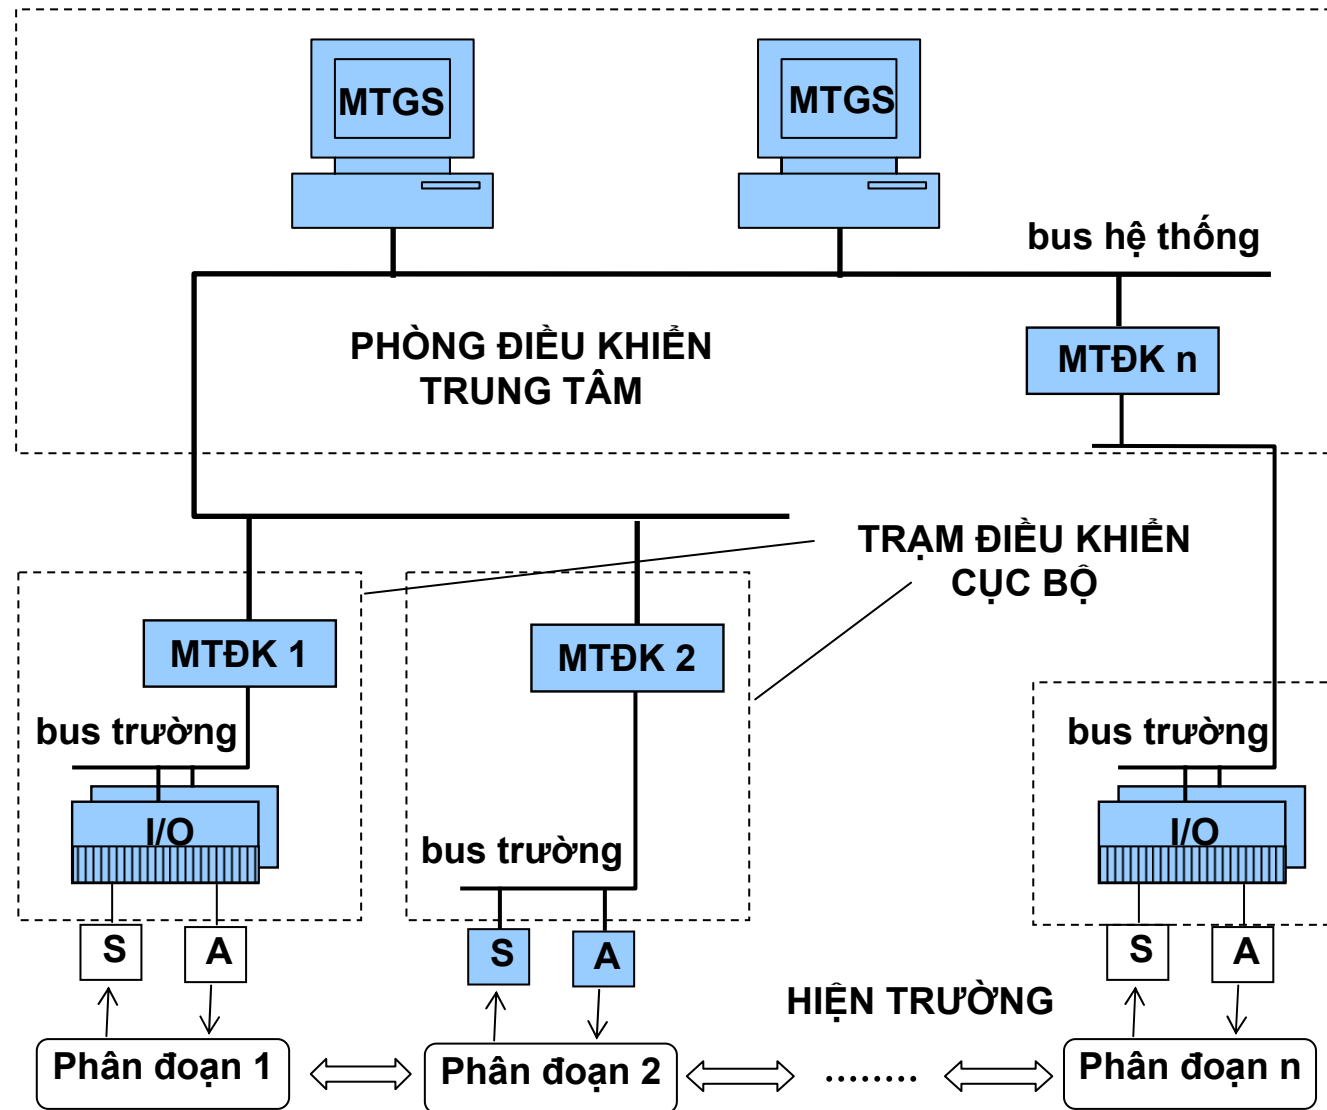 MTGS
MTGS
bus hệ thống
PHÒNG ĐIỀU KHIỂN
TRUNG TÂM
MTĐK n
TRẠM ĐIỀU KHIỂN
CỤC BỘ
MTĐK 1
MTĐK 2
bus trường
bus trường
I/O
I/O
bus trường
S
A
S
A
S
A
HIỆN TRƯỜNG
Phân đoạn 1
Phân đoạn 2
........
Phân đoạn n